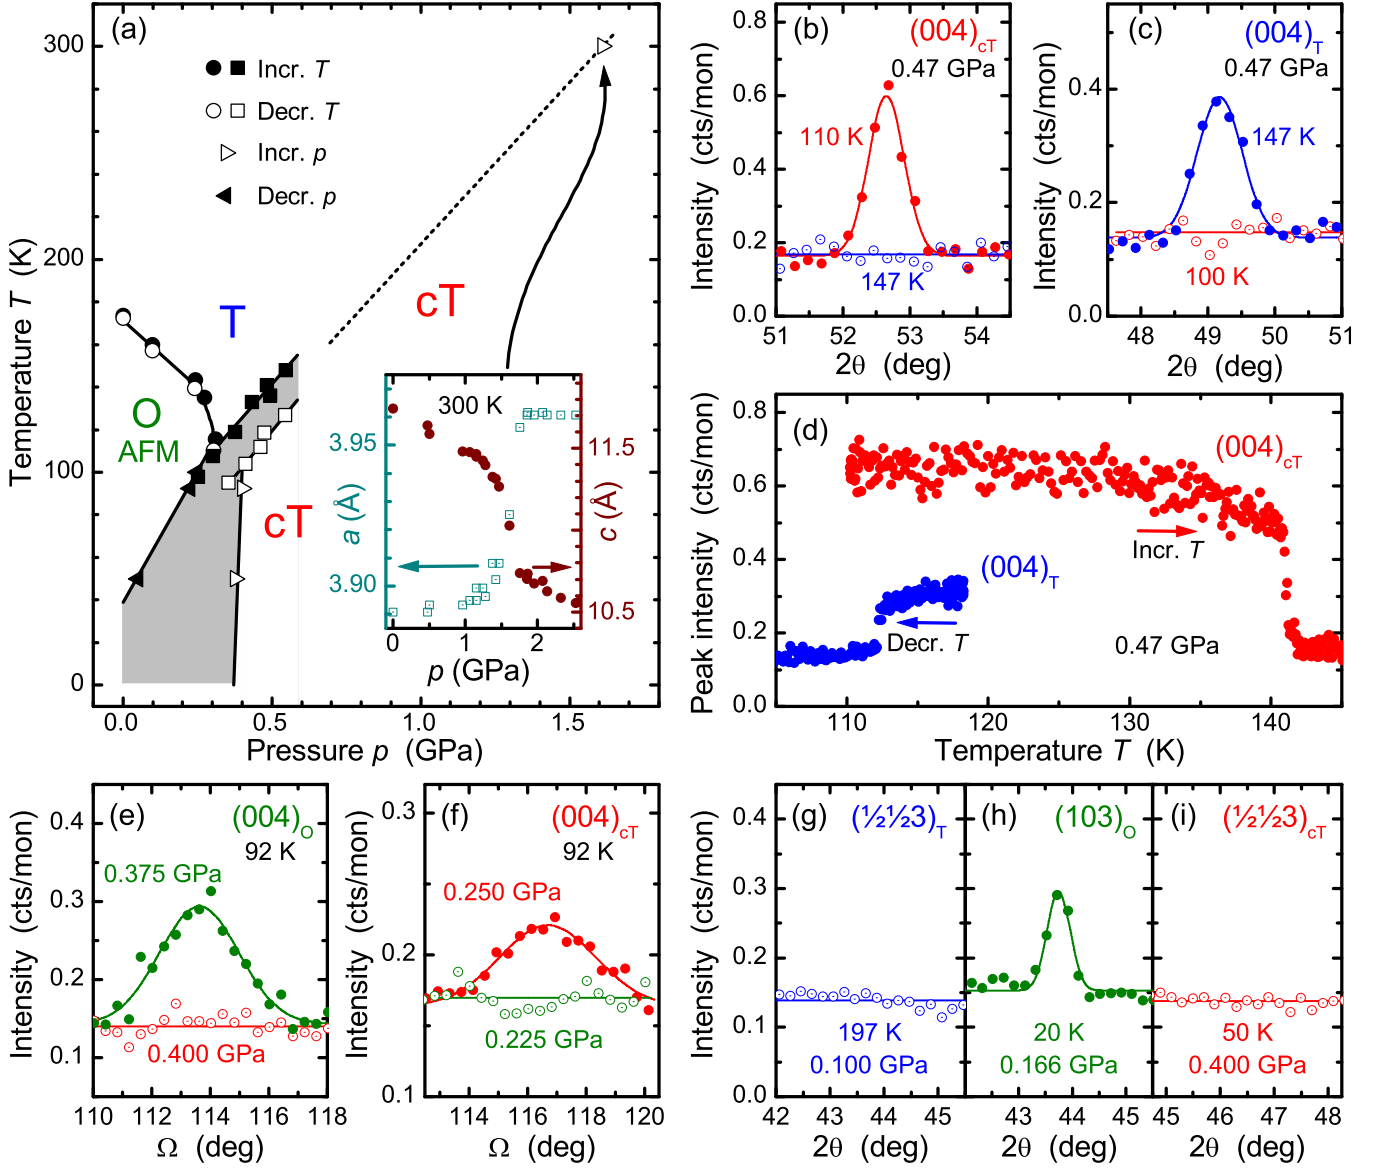 (a)
300
200
100
0
Temperature T (K)
Incr. T
Decr. T
Incr. p
Decr. p
T
cT
O
AFM
cT
300 K
3.95
3.90
a (Å)
11.5
10.5
c (Å)
0 1 2
p (GPa)
0.0 0.5 1.0 1.5
Pressure p (GPa)
(b) (004)cT
0.47 GPa
110 K
147 K
0.8
0.6
0.4
0.2
0.0
Intensity (cts/mon)
51 52 53 54
2θ (deg)
(c) (004)T
0.47 GPa
147 K
100 K
0.4
0.2
0.0
Intensity (cts/mon)
48 49 50 51
2θ (deg)
(d)
(004)cT
Incr. T
(004)T
Decr. T
0.47 GPa
0.8
0.6
0.4
0.2
0.0
Peak intensity (cts/mon)
110 120 130 140
Temperature T (K)
(e) (004)O
92 K
0.375 GPa
0.400 GPa
0.4
0.3
0.2
0.1
Intensity (cts/mon)
110 112 114 116 118
Ω (deg)
(f) (004)cT
92 K
0.250 GPa
0.225 GPa
0.3
0.2
0.1
Intensity (cts/mon)
114 116 118 120
Ω (deg)
(g) (½½3)T
197 K
0.100 GPa
0.4
0.3
0.2
0.1
0.0
Intensity (cts/mon)
42 43 44 45
2θ (deg)
(h) (103)O
20 K
0.166 GPa
43 44 45
2θ (deg)
(i) (½½3)cT
50 K
0.400 GPa
45 46 47 48
2θ (deg)